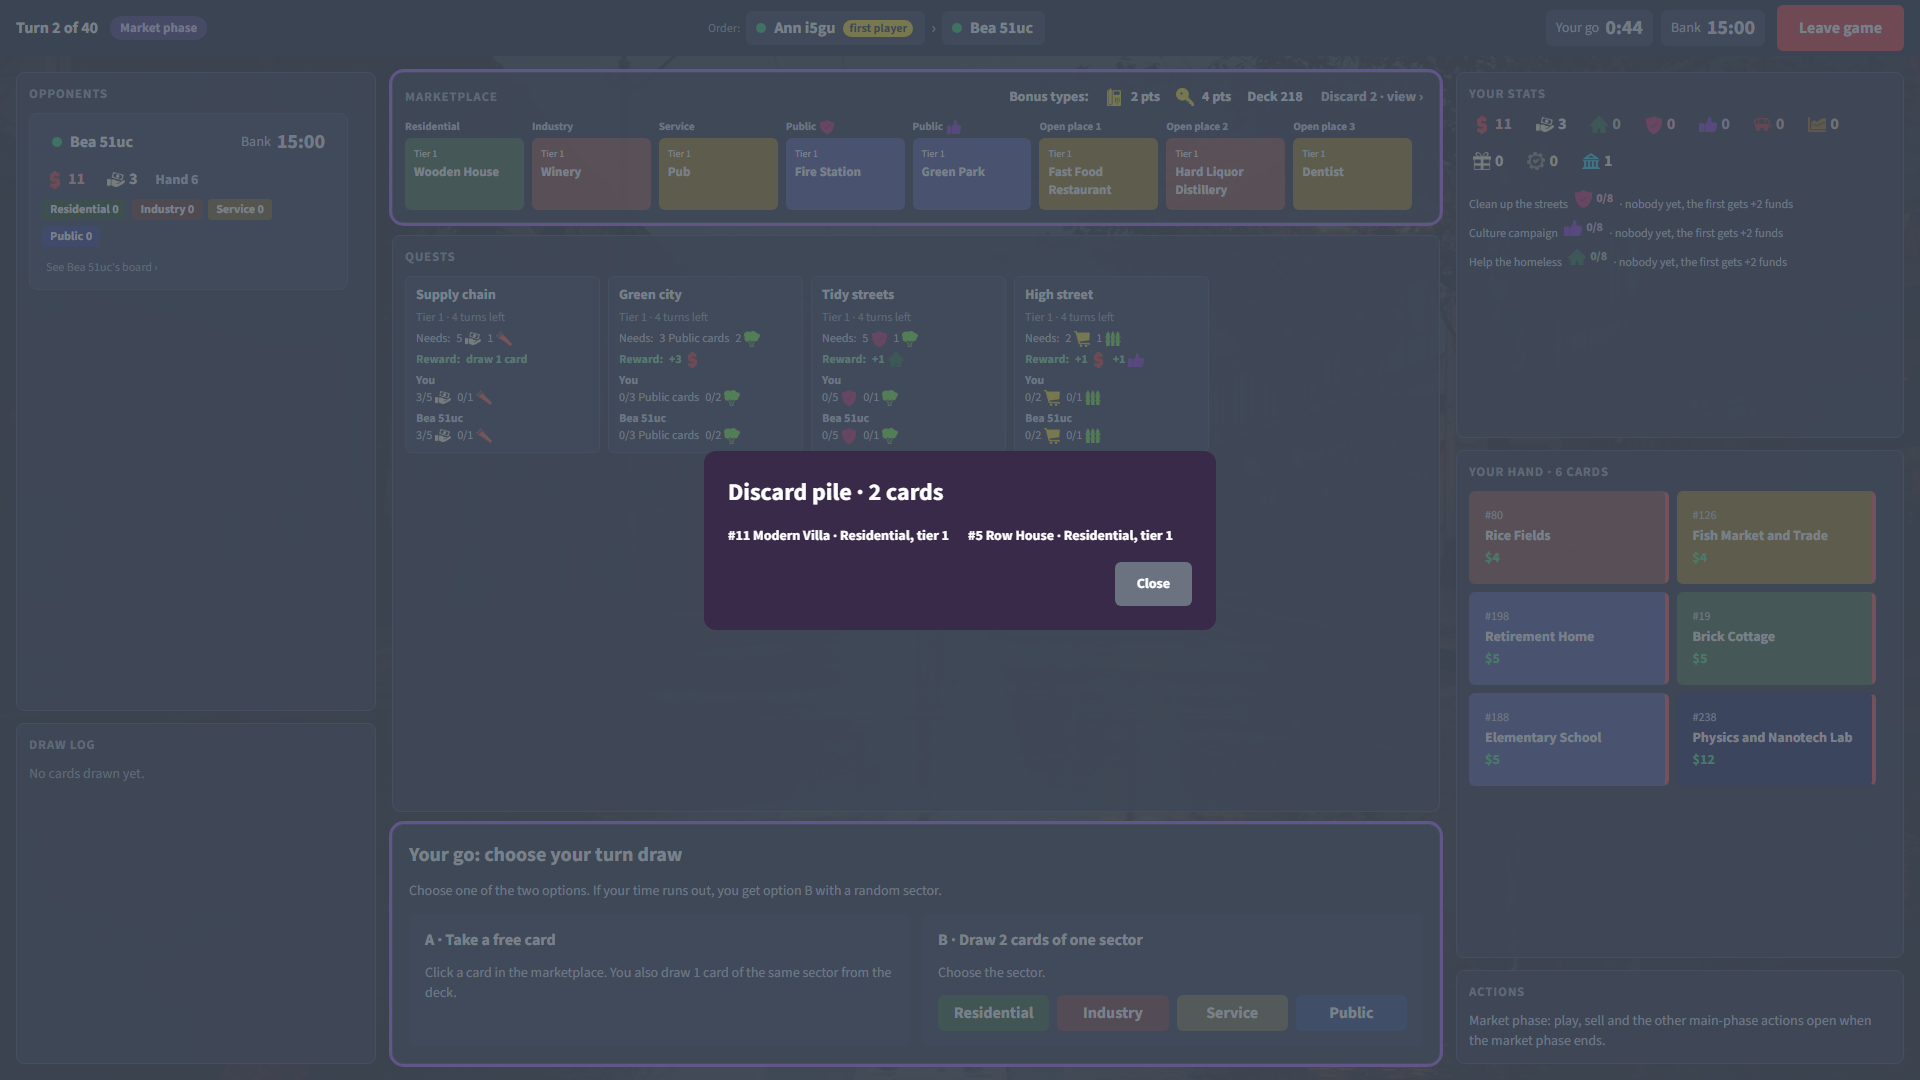 Turn 2 of 40 Market phase
Order: Ann i5gu first player › Bea 51uc
Your go 0:44 Bank 15:00 Leave game
OPPONENTS
Bea 51uc Bank 15:00
11 3 Hand 6
Residential 0 Industry 0 Service 0
Public 0
See Bea 51uc's board ›
DRAW LOG
No cards drawn yet.
MARKETPLACE
Bonus types: 2 pts 4 pts Deck 218 Discard 2 · view ›
Residential Industry Service Public Public Open place 1 Open place 2 Open place 3
Tier 1
Wooden House
Tier 1
Winery
Tier 1
Pub
Tier 1
Fire Station
Tier 1
Green Park
Tier 1
Fast Food
Restaurant
Tier 1
Hard Liquor
Distillery
Tier 1
Dentist
QUESTS
Supply chain
Tier 1 · 4 turns left
Needs: 5 1
Reward: draw 1 card
You
3/5 0/1
Bea 51uc
3/5 0/1
Green city
Tier 1 · 4 turns left
Needs: 3 Public cards 2
Reward: +3
You
0/3 Public cards 0/2
Bea 51uc
0/3 Public cards 0/2
Tidy streets
Tier 1 · 4 turns left
Needs: 5 1
Reward: +1
You
0/5 0/1
Bea 51uc
0/5 0/1
High street
Tier 1 · 4 turns left
Needs: 2 1
Reward: +1 +1
You
0/2 0/1
Bea 51uc
0/2 0/1
Discard pile · 2 cards
#11 Modern Villa · Residential, tier 1 #5 Row House · Residential, tier 1
Close
Your go: choose your turn draw
Choose one of the two options. If your time runs out, you get option B with a random sector.
A · Take a free card
Click a card in the marketplace. You also draw 1 card of the same sector from the
deck.
B · Draw 2 cards of one sector
Choose the sector.
Residential Industry Service Public
YOUR STATS
11 3 0 0 0 0 0
0 0 1
Clean up the streets 0/8 · nobody yet, the first gets +2 funds
Culture campaign 0/8 · nobody yet, the first gets +2 funds
Help the homeless 0/8 · nobody yet, the first gets +2 funds
YOUR HAND · 6 CARDS
#80
Rice Fields
$4
#126
Fish Market and Trade
$4
#198
Retirement Home
$5
#19
Brick Cottage
$5
#188
Elementary School
$5
#238
Physics and Nanotech Lab
$12
ACTIONS
Market phase: play, sell and the other main-phase actions open when
the market phase ends.